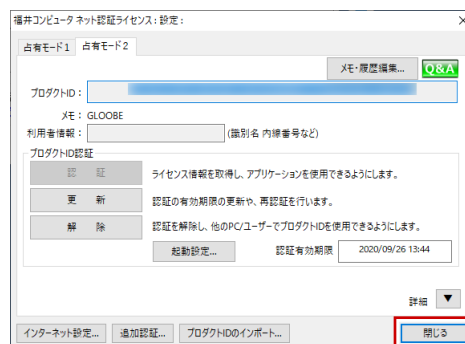 福井コンピュータ ネット認証ライセンス : 設定 :
占有モード1 占有モード2
メモ・履歴編集... Q&A
プロダクトID :
メモ : GLOOBE
利用者情報 : (識別名 内線番号など)
プロダクトID認証
認 証 ライセンス情報を取得し、アプリケーションを使用できるようにします。
更 新 認証の有効期限の更新や、再認証を行います。
解 除 認証を解除し、他のPC/ユーザーでプロダクトIDを使用できるようにします。
起動設定... 認証有効期限 2020/09/26 13:44
詳細 ▼
インターネット設定... 追加認証... プロダクトIDのインポート... 閉じる